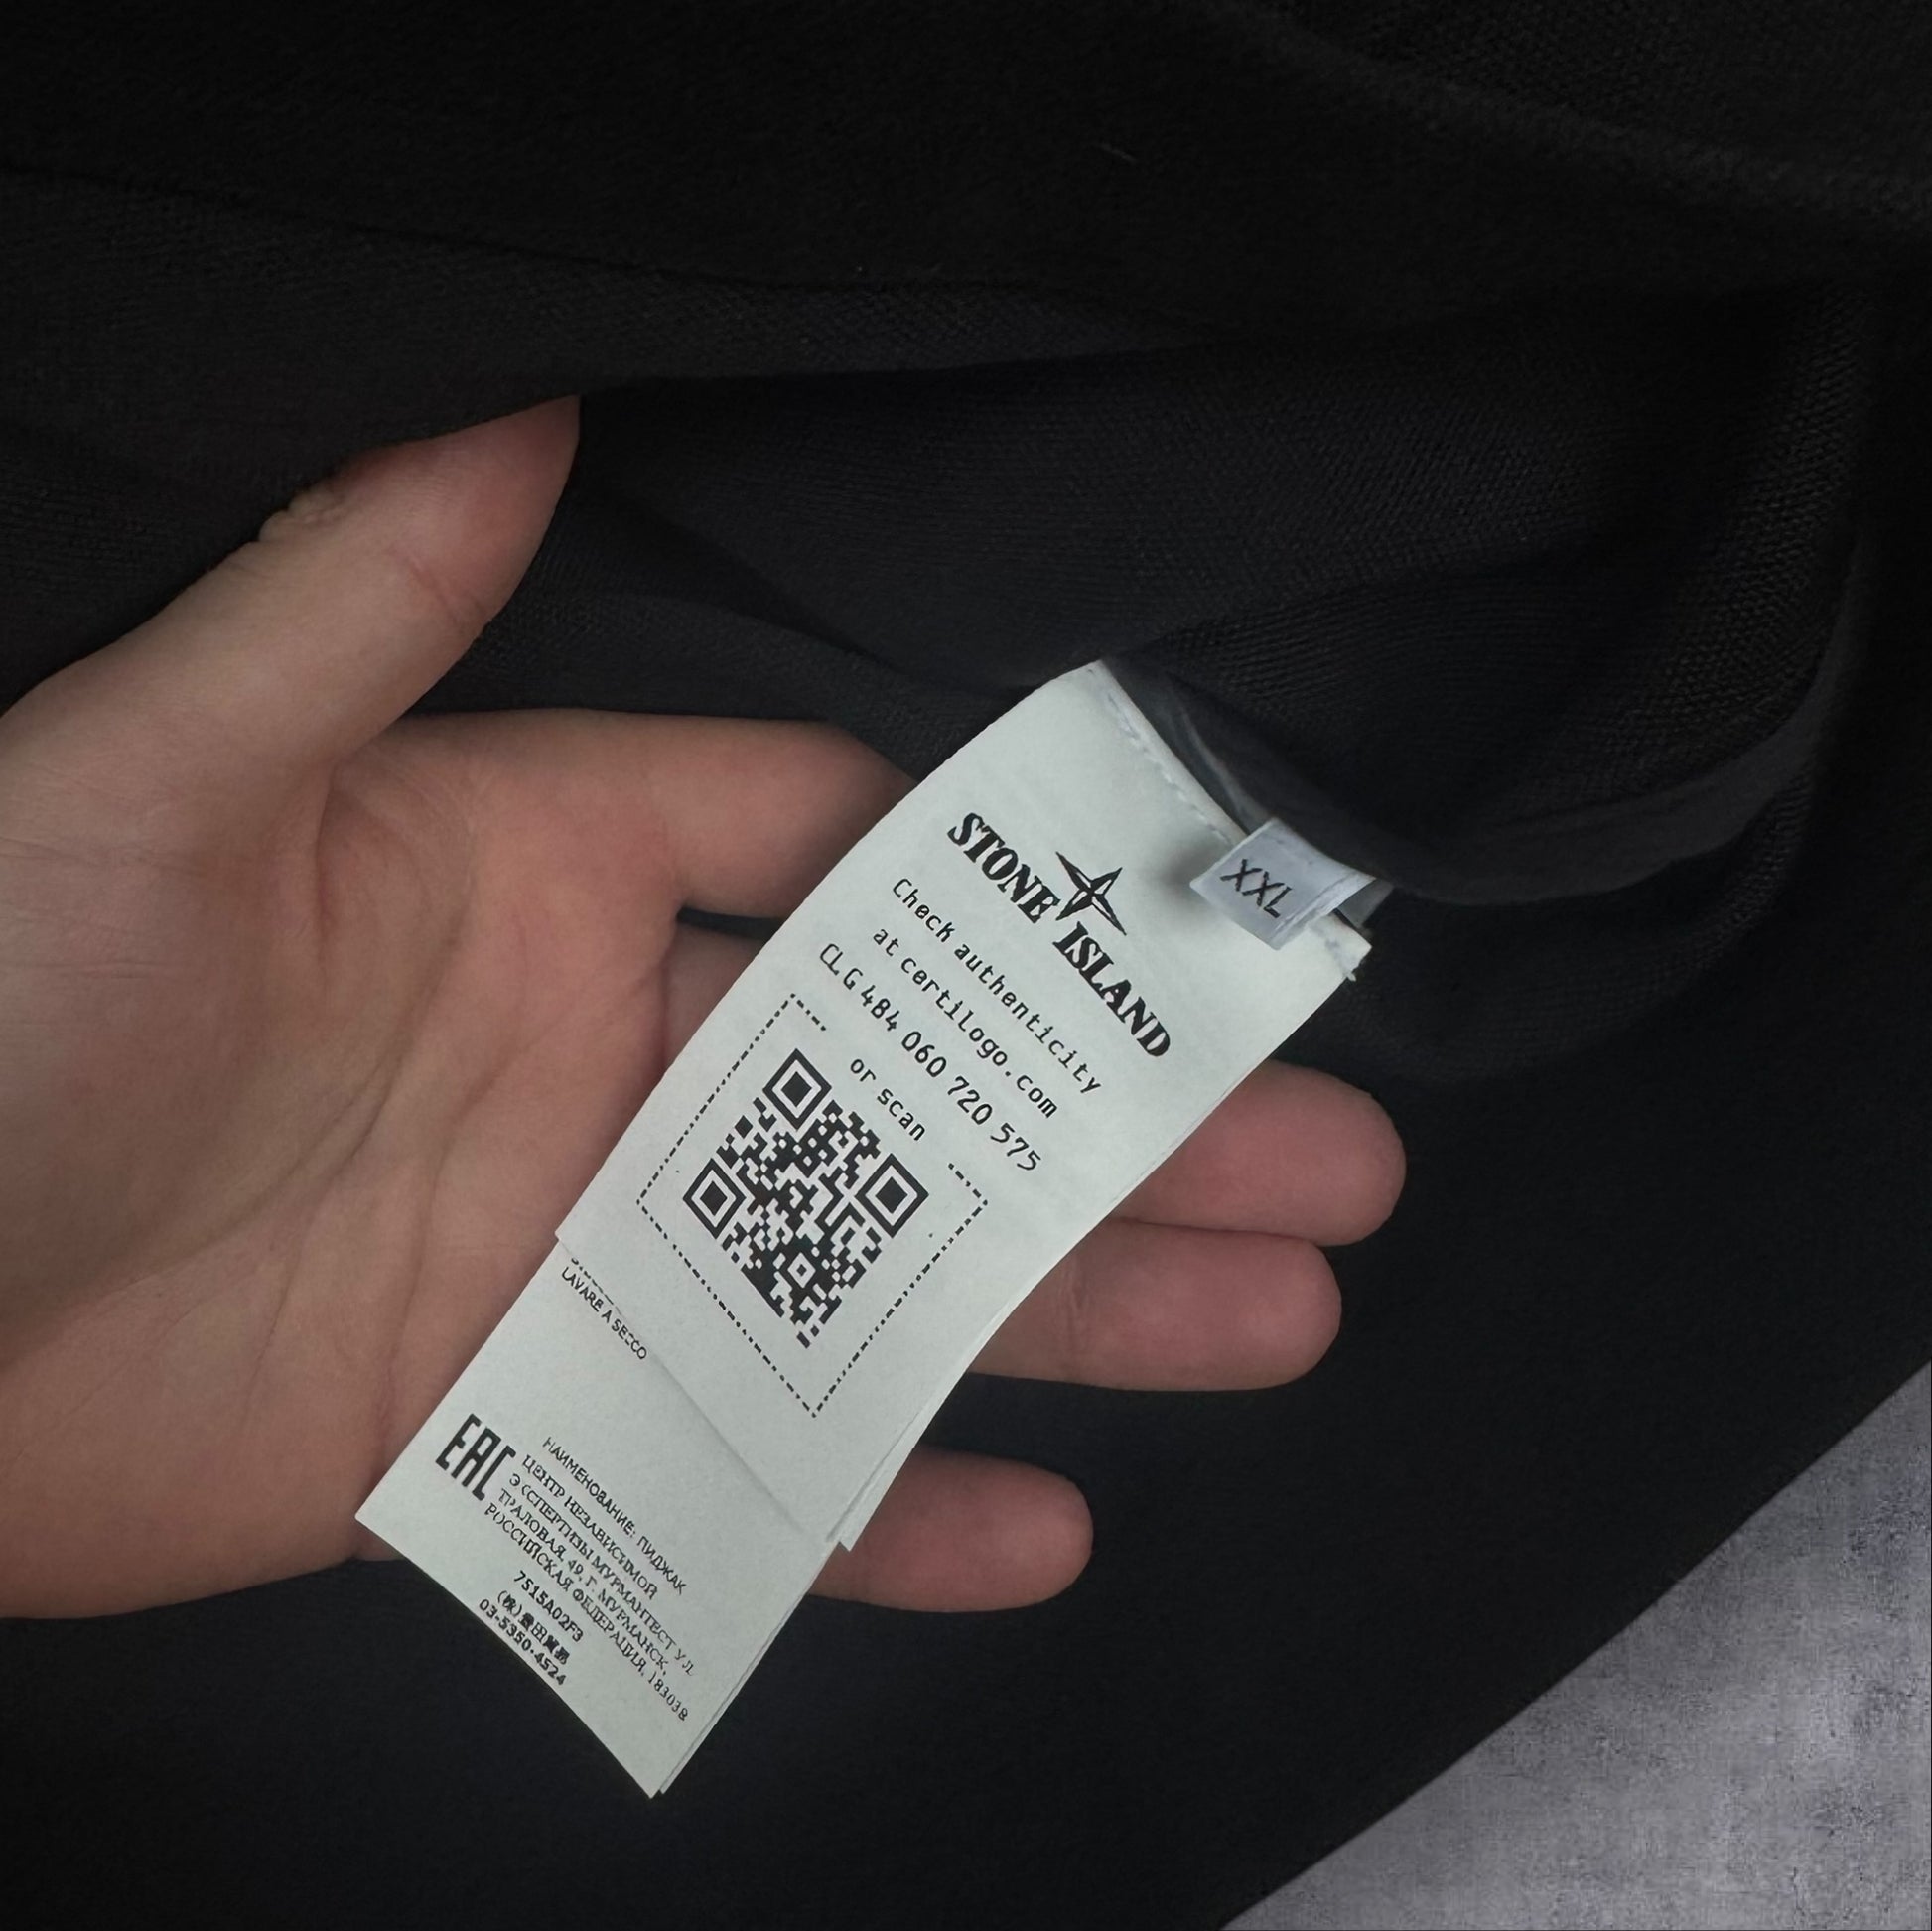 STONE ISLAND
XXL
Check authenticity
at certilogo.com
CLG 484 060 720 575
or scan
LAVARE A SECCO
EAC
НАИМЕНОВАНИЕ: ПИДЖАК
ЦЕНТР НЕЗАВИСИМОЙ
ЭКСПЕРТИЗЫ МУРМАНТЕСТ УЛ.
ТРАЛОВАЯ, 49, Г. МУРМАНСК,
РОССИЙСКАЯ ФЕДЕРАЦИЯ, 183038
7515A02F3
03-5350-4524